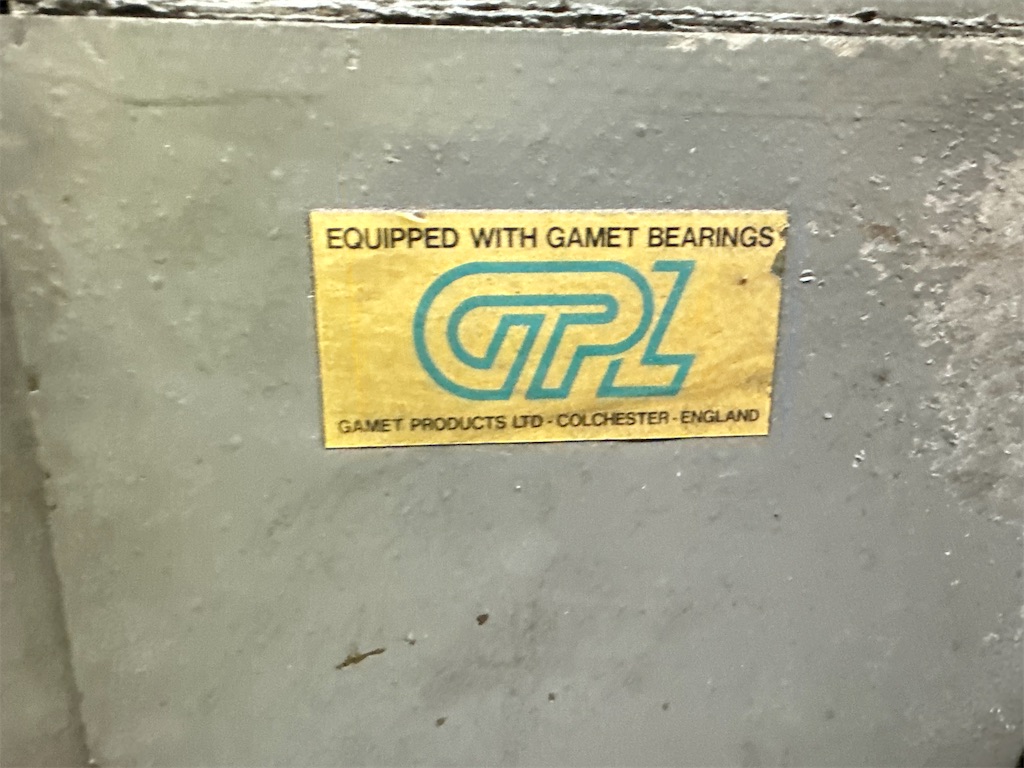 EQUIPPED WITH GAMET BEARINGS
GPL
GAMET PRODUCTS LTD - COLCHESTER - ENGLAND